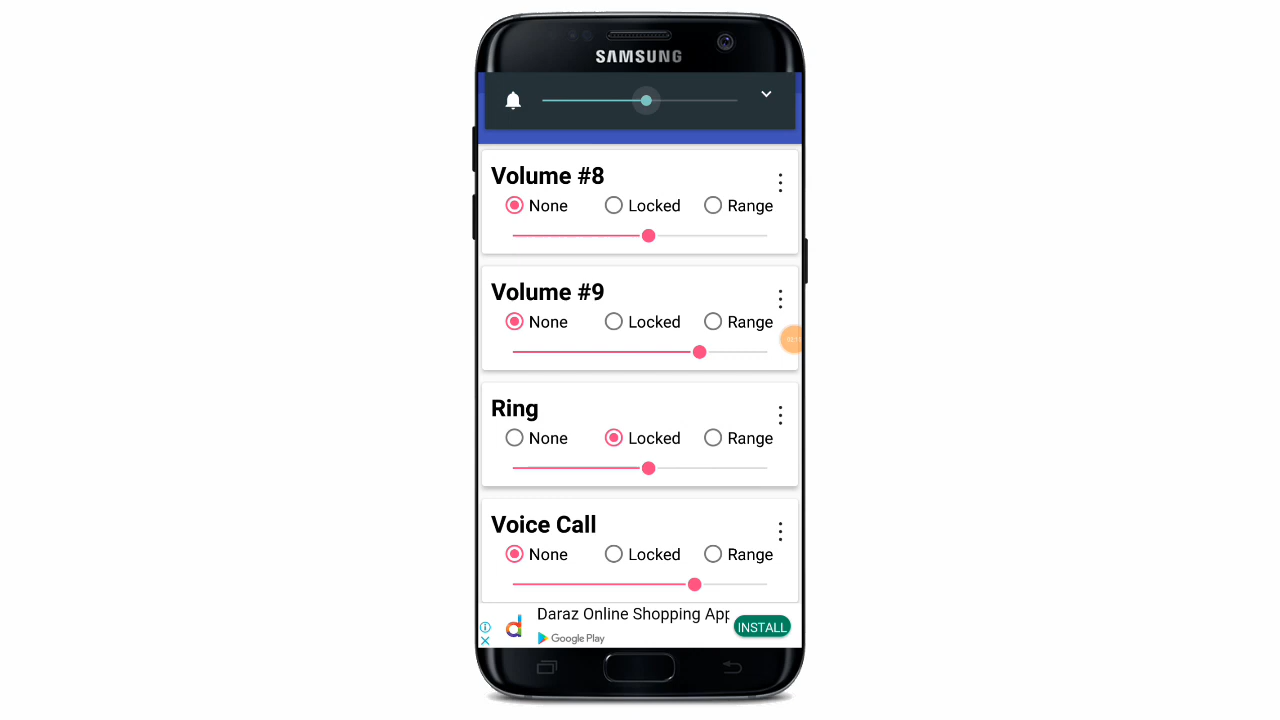 SAMSUNG
Volume #8
None Locked Range
Volume #9
None Locked Range
Ring
None Locked Range
Voice Call
None Locked Range
Daraz Online Shopping App
Google Play
INSTALL